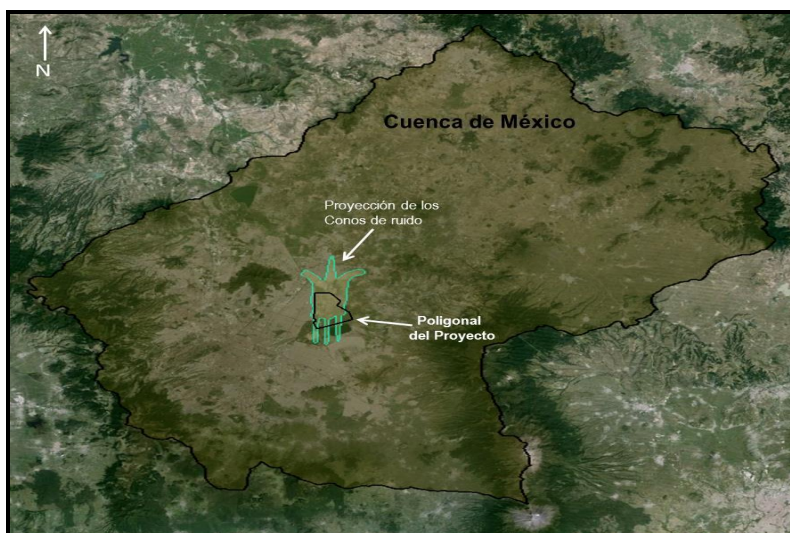 N
Cuenca de México
Proyección de los
Conos de ruido
Poligonal
del Proyecto